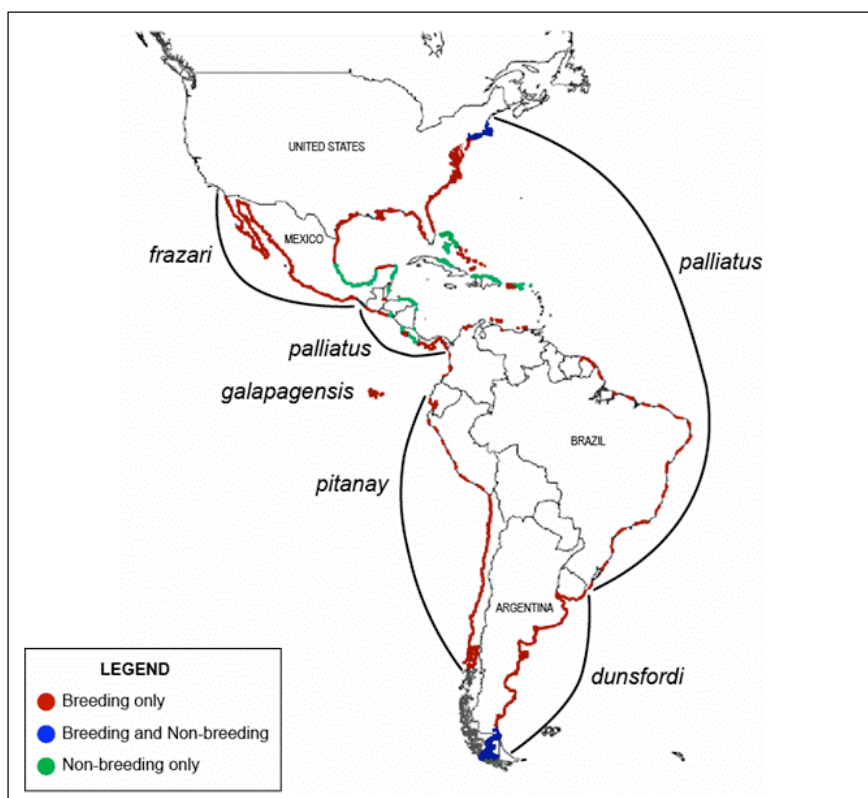 UNITED STATES
MEXICO
frazari
palliatus
palliatus
galapagensis
BRAZIL
pitanay
ARGENTINA
dunsfordi
LEGEND
Breeding only
Breeding and Non-breeding
Non-breeding only